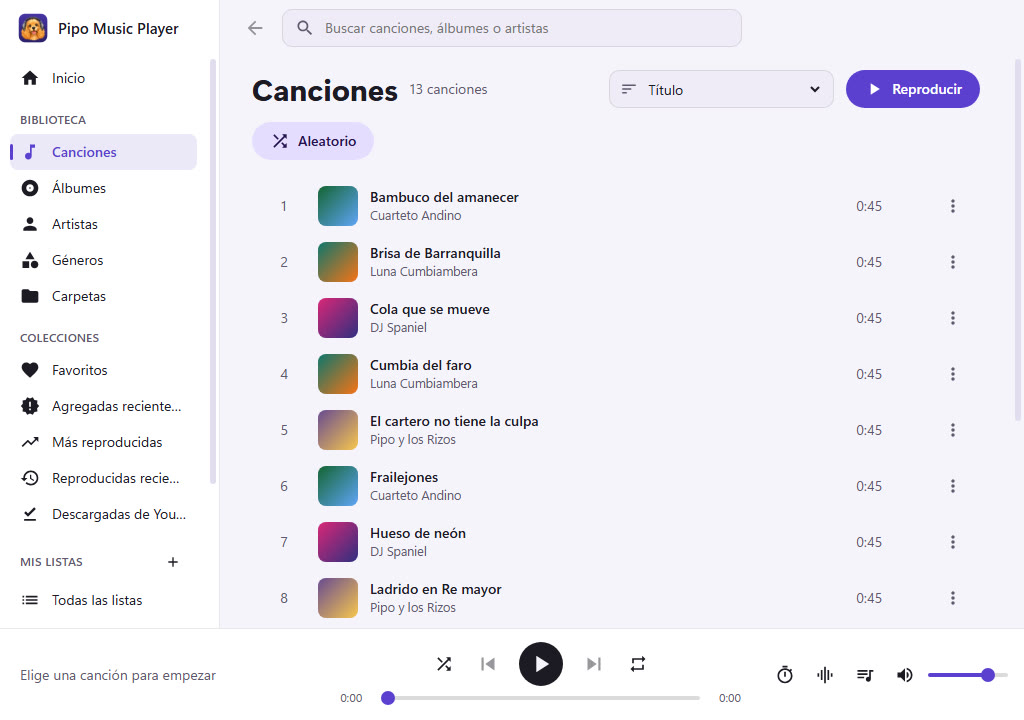 Pipo Music Player
Buscar canciones, álbumes o artistas
Inicio
BIBLIOTECA
Canciones
Álbumes
Artistas
Géneros
Carpetas
COLECCIONES
Favoritos
Agregadas reciente...
Más reproducidas
Reproducidas recie...
Descargadas de You...
MIS LISTAS
Todas las listas
Canciones 13 canciones
Título
Reproducir
Aleatorio
1 Bambuco del amanecer 0:45
Cuarteto Andino
2 Brisa de Barranquilla 0:45
Luna Cumbiambera
3 Cola que se mueve 0:45
DJ Spaniel
4 Cumbia del faro 0:45
Luna Cumbiambera
5 El cartero no tiene la culpa 0:45
Pipo y los Rizos
6 Frailejones 0:45
Cuarteto Andino
7 Hueso de neón 0:45
DJ Spaniel
8 Ladrido en Re mayor 0:45
Pipo y los Rizos
Elige una canción para empezar
0:00 0:00